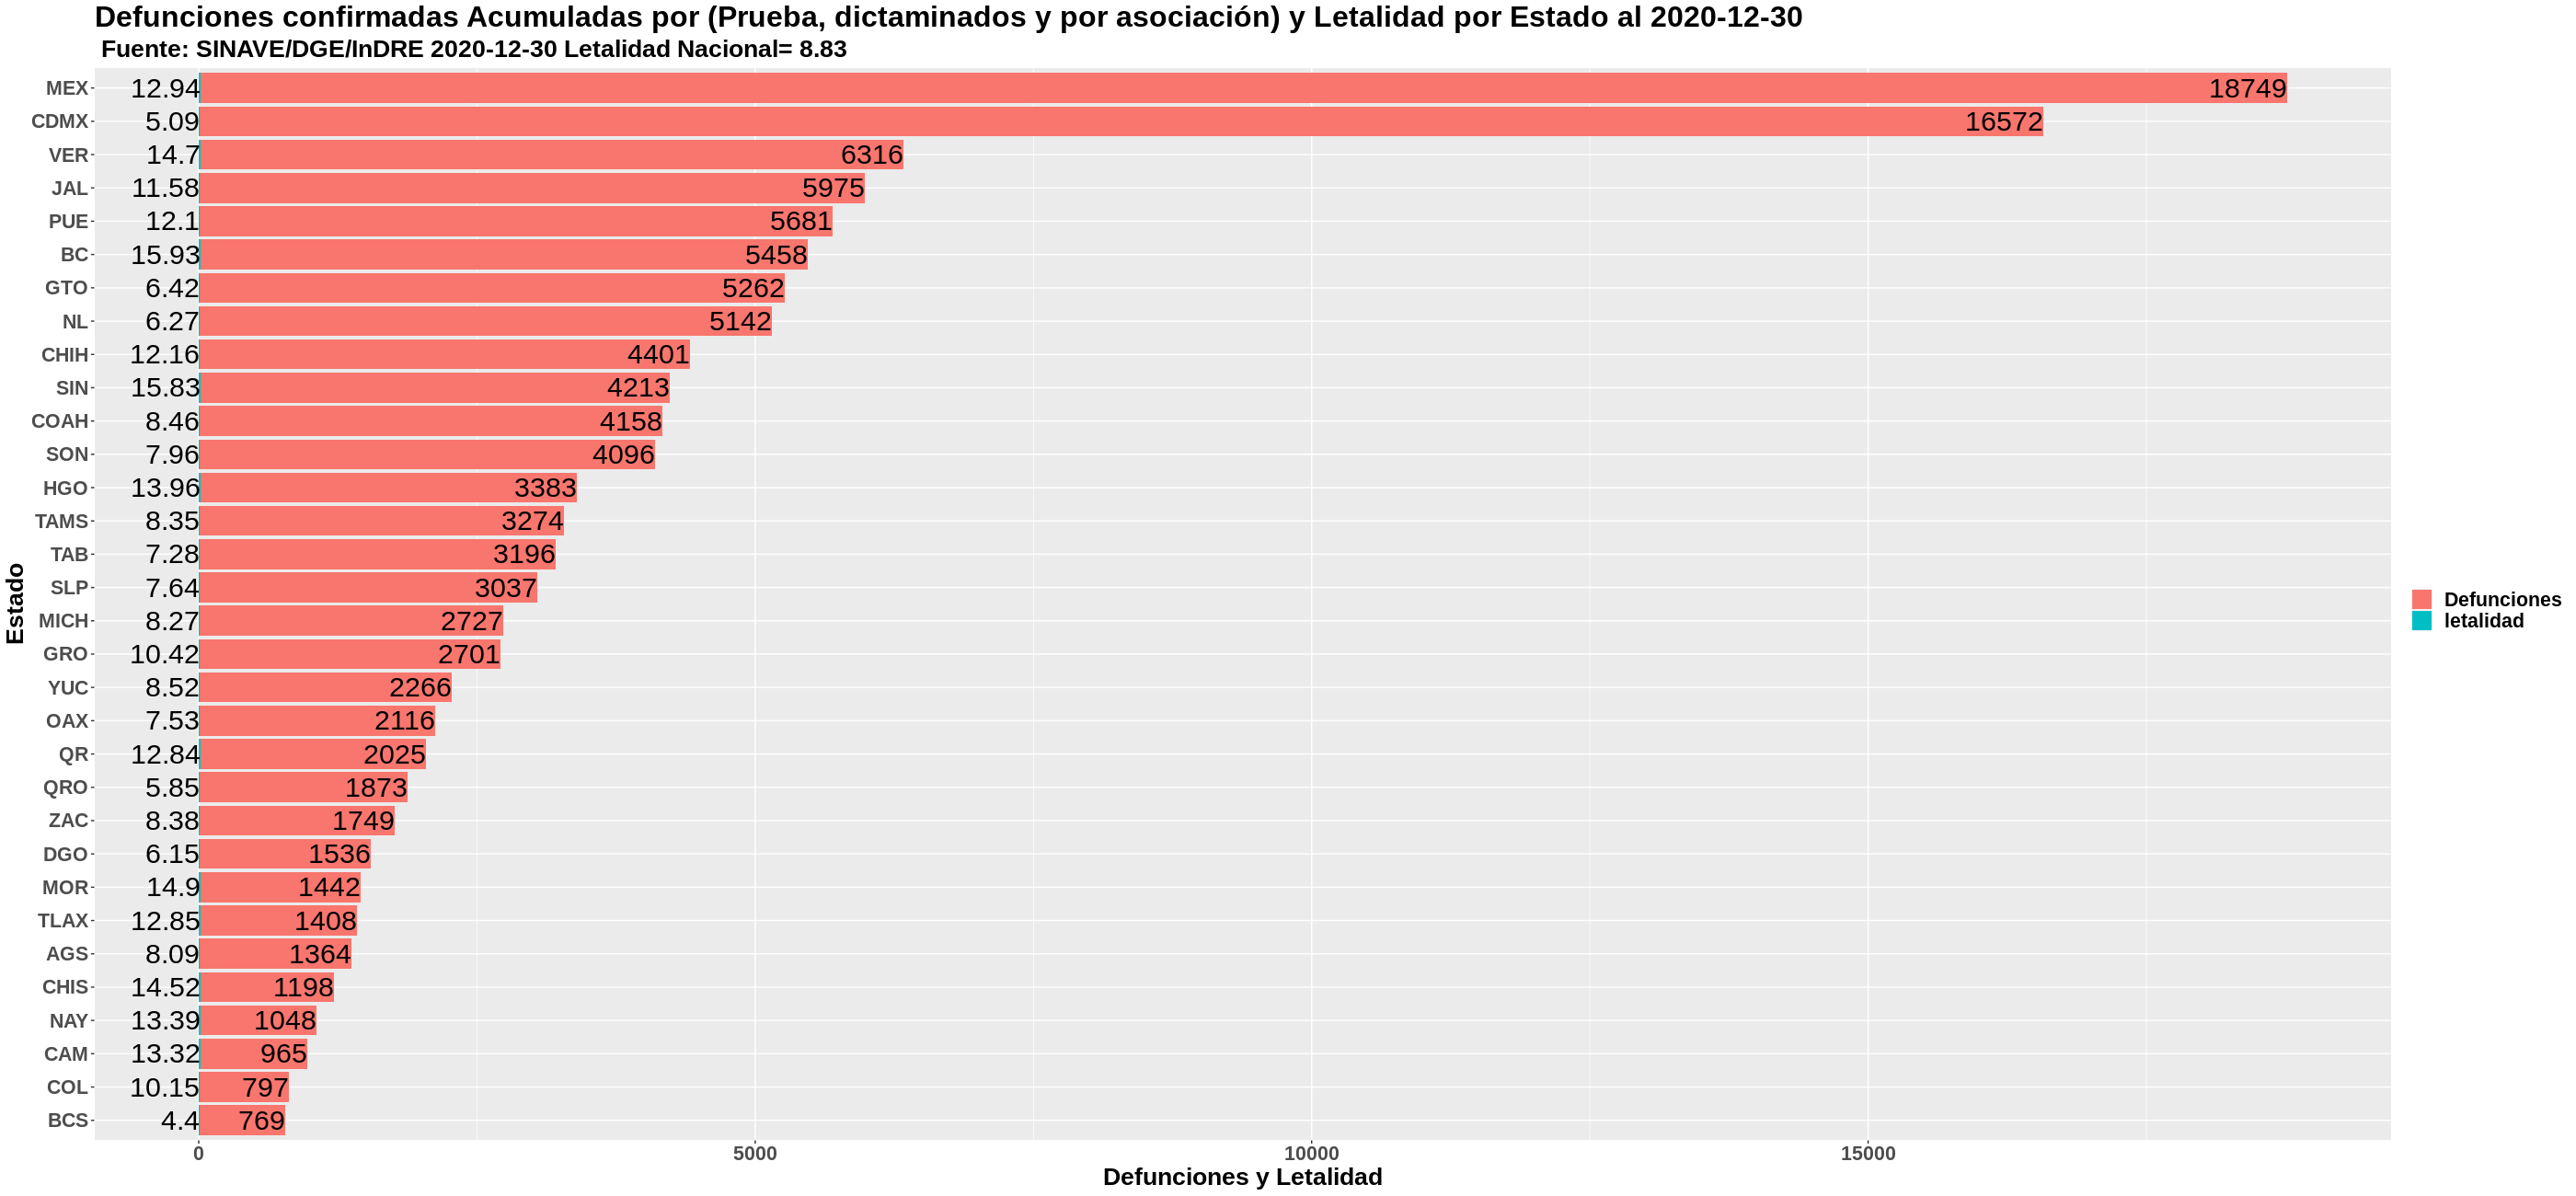 Defunciones confirmadas Acumuladas por (Prueba, dictaminados y por asociación) y Letalidad por Estado al 2020-12-30
Fuente: SINAVE/DGE/InDRE 2020-12-30 Letalidad Nacional= 8.83
MEX 12.94 18749
CDMX 5.09 16572
VER 14.7 6316
JAL 11.58 5975
PUE 12.1 5681
BC 15.93 5458
GTO 6.42 5262
NL 6.27 5142
CHIH 12.16 4401
SIN 15.83 4213
COAH 8.46 4158
SON 7.96 4096
HGO 13.96 3383
TAMS 8.35 3274
TAB 7.28 3196
SLP 7.64 3037
MICH 8.27 2727
GRO 10.42 2701
YUC 8.52 2266
OAX 7.53 2116
QR 12.84 2025
QRO 5.85 1873
ZAC 8.38 1749
DGO 6.15 1536
MOR 14.9 1442
TLAX 12.85 1408
AGS 8.09 1364
CHIS 14.52 1198
NAY 13.39 1048
CAM 13.32 965
COL 10.15 797
BCS 4.4 769
0 5000 10000 15000
Defunciones y Letalidad
Estado
Defunciones
letalidad